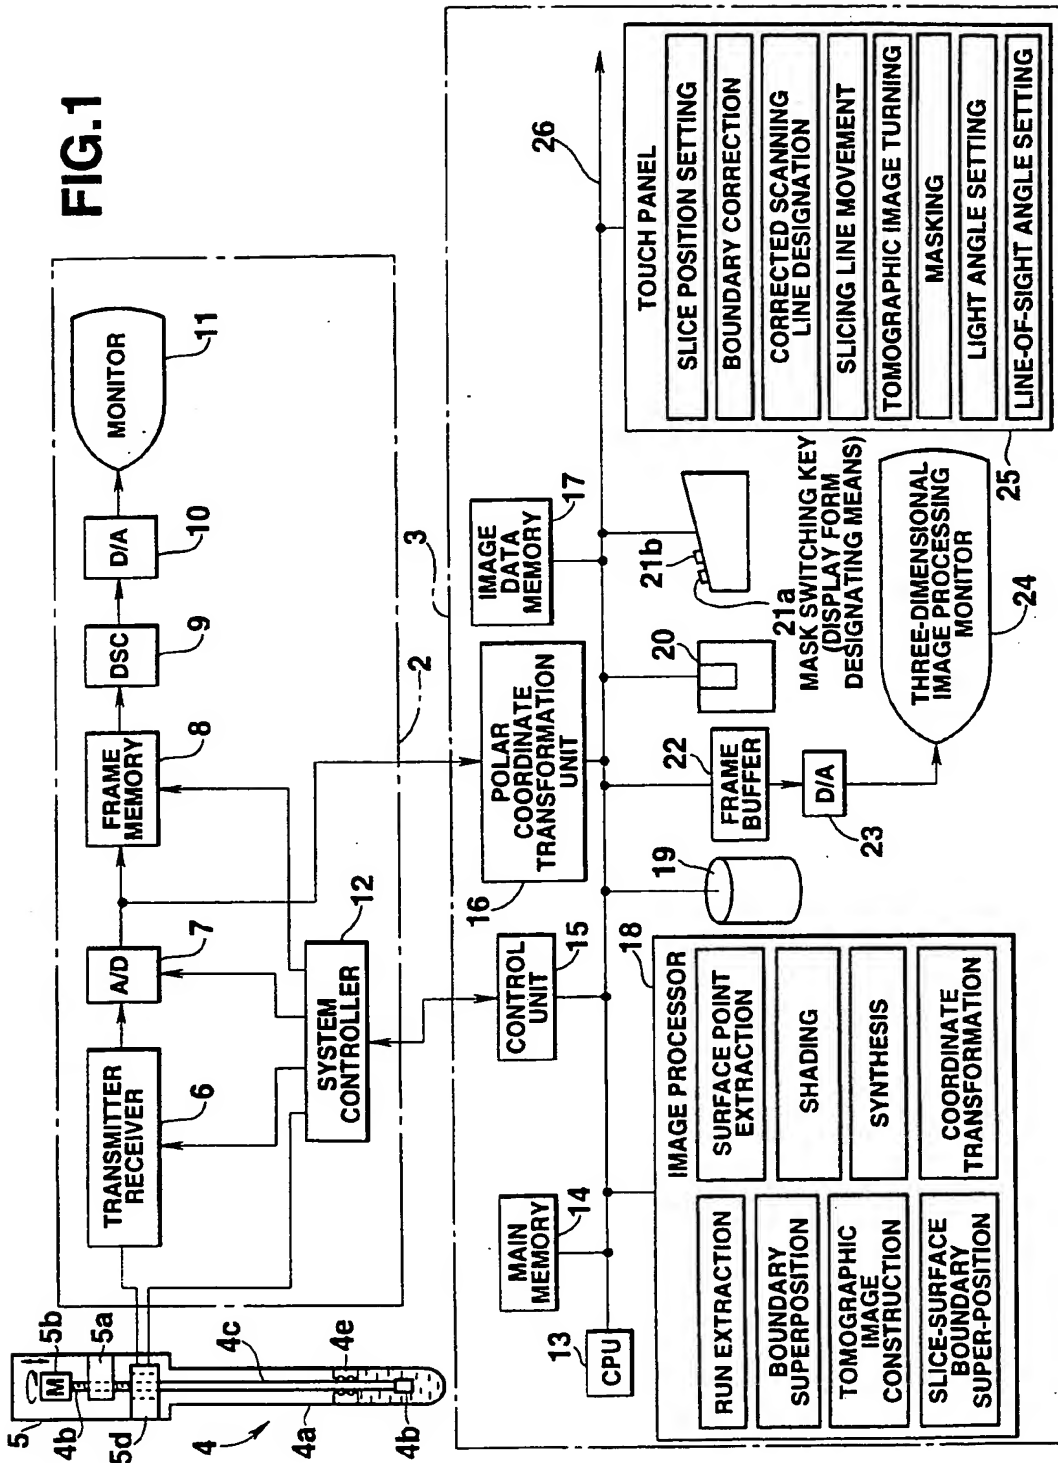 FIG.1
5
5b
M
4b
5a
5d
4
4a
4c
4e
4b
TRANSMITTER
RECEIVER
6
A/D
7
FRAME
MEMORY
8
DSC
9
D/A
10
MONITOR
11
SYSTEM
CONTROLLER
12
2
3
13
CPU
MAIN
MEMORY
14
CONTROL
UNIT
15
POLAR
COORDINATE
TRANSFORMATION
UNIT
16
IMAGE
DATA
MEMORY
17
26
18
IMAGE PROCESSOR
RUN EXTRACTION
SURFACE POINT
EXTRACTION
BOUNDARY
SUPERPOSITION
SHADING
TOMOGRAPHIC
IMAGE
CONSTRUCTION
SYNTHESIS
SLICE-SURFACE
BOUNDARY
SUPER-POSITION
COORDINATE
TRANSFORMATION
19
22
FRAME
BUFFER
D/A
23
20
21b
21a
MASK SWITCHING KEY
(DISPLAY FORM
DESIGNATING MEANS)
THREE-DIMENSIONAL
IMAGE PROCESSING
MONITOR
24
25
TOUCH PANEL
SLICE POSITION SETTING
BOUNDARY CORRECTION
CORRECTED SCANNING
LINE DESIGNATION
SLICING LINE MOVEMENT
TOMOGRAPHIC IMAGE TURNING
MASKING
LIGHT ANGLE SETTING
LINE-OF-SIGHT ANGLE SETTING